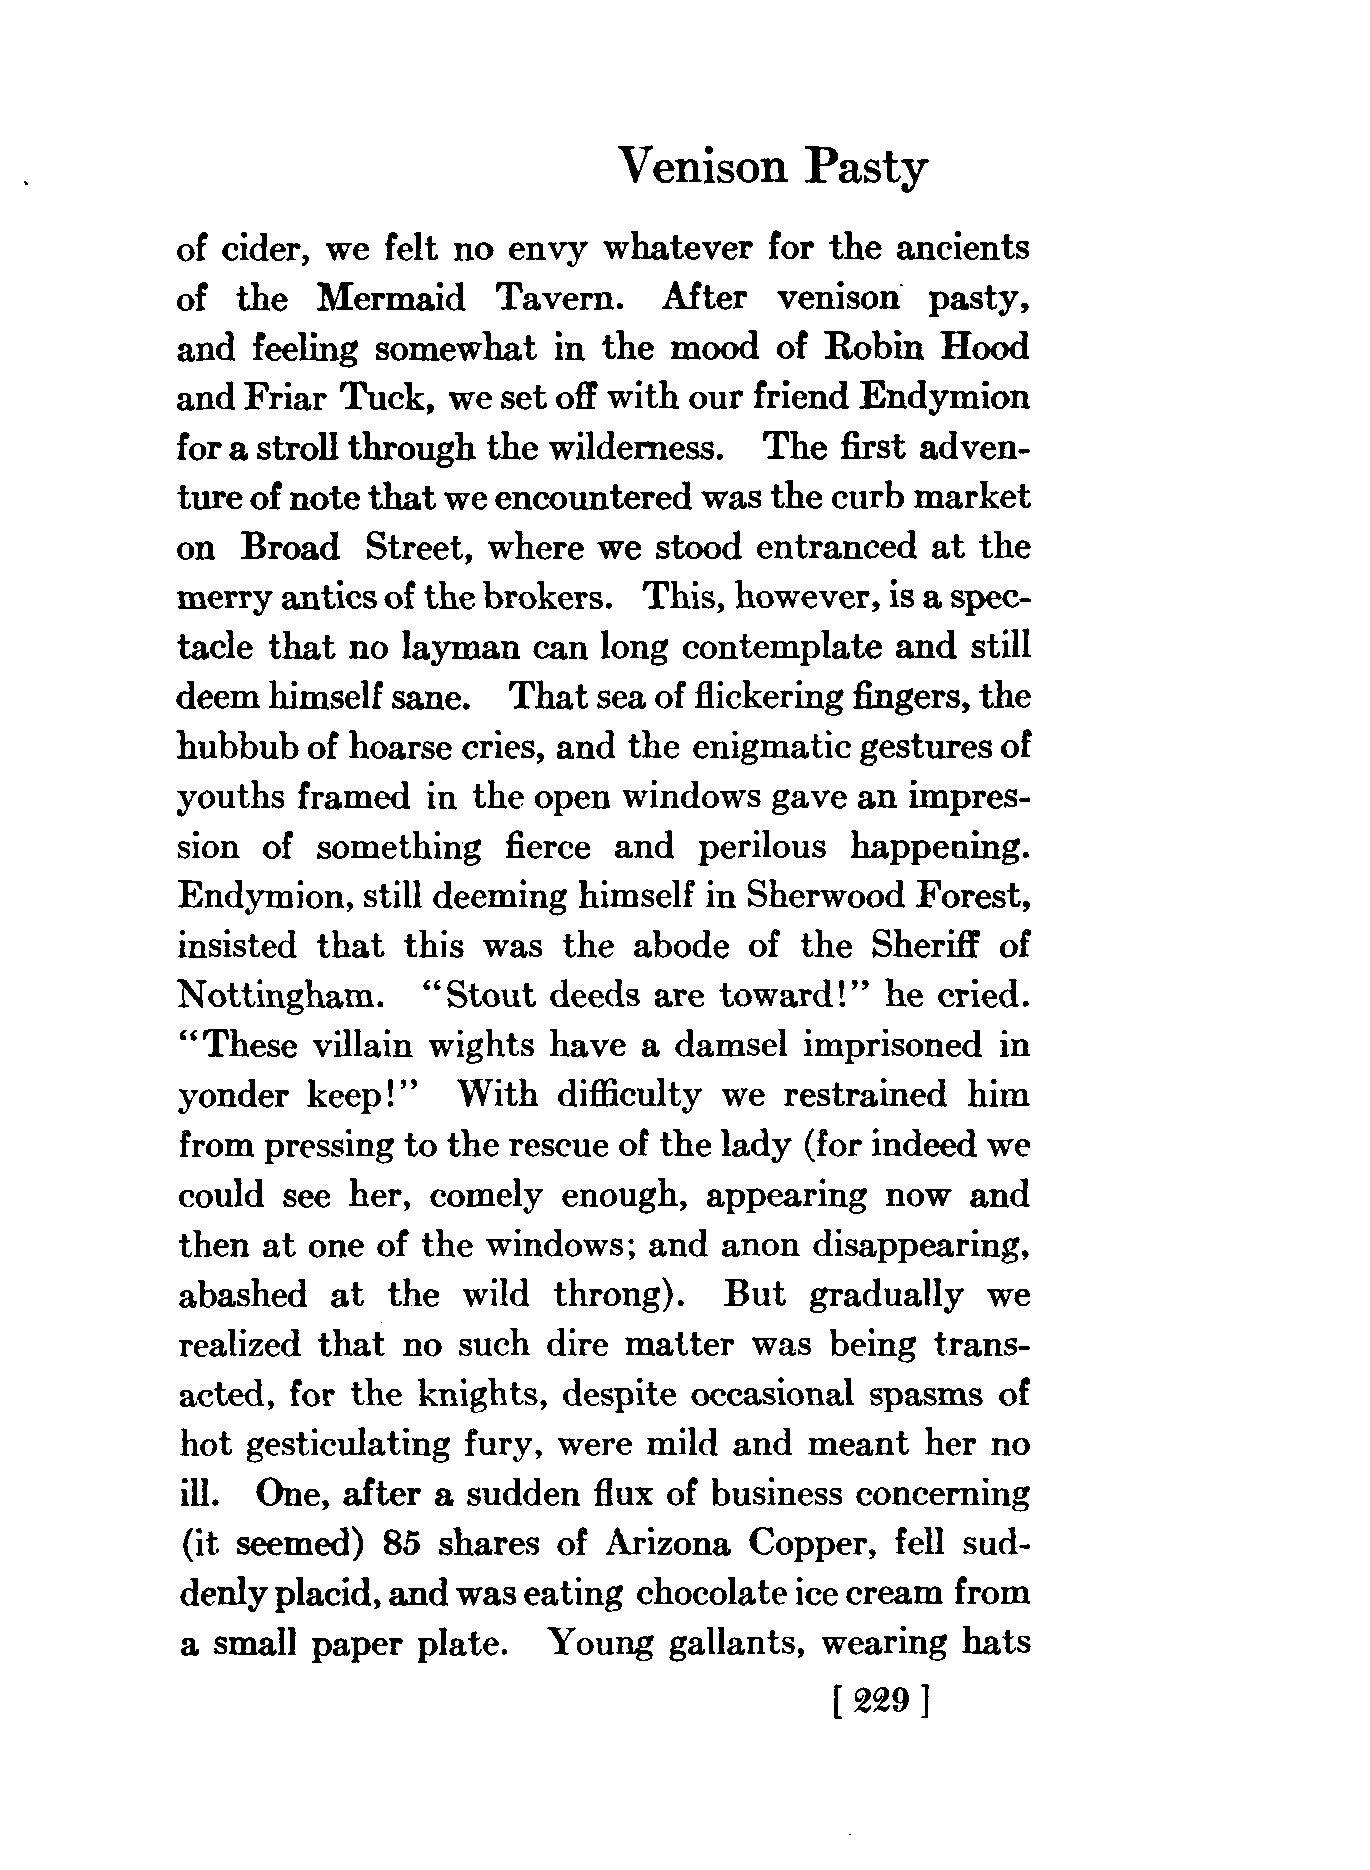 Venison Pasty
of cider, we felt no envy whatever for the ancients
of the Mermaid Tavern. After venison pasty,
and feeling somewhat in the mood of Robin Hood
and Friar Tuck, we set off with our friend Endymion
for a stroll through the wilderness. The first adven-
ture of note that we encountered was the curb market
on Broad Street, where we stood entranced at the
merry antics of the brokers. This, however, is a spec-
tacle that no layman can long contemplate and still
deem himself sane. That sea of flickering fingers, the
hubbub of hoarse cries, and the enigmatic gestures of
youths framed in the open windows gave an impres-
sion of something fierce and perilous happening.
Endymion, still deeming himself in Sherwood Forest,
insisted that this was the abode of the Sheriff of
Nottingham. "Stout deeds are toward!" he cried.
"These villain wights have a damsel imprisoned in
yonder keep!" With difficulty we restrained him
from pressing to the rescue of the lady (for indeed we
could see her, comely enough, appearing now and
then at one of the windows; and anon disappearing,
abashed at the wild throng). But gradually we
realized that no such dire matter was being trans-
acted, for the knights, despite occasional spasms of
hot gesticulating fury, were mild and meant her no
ill. One, after a sudden flux of business concerning
(it seemed) 85 shares of Arizona Copper, fell sud-
denly placid, and was eating chocolate ice cream from
a small paper plate. Young gallants, wearing hats
[ 229 ]